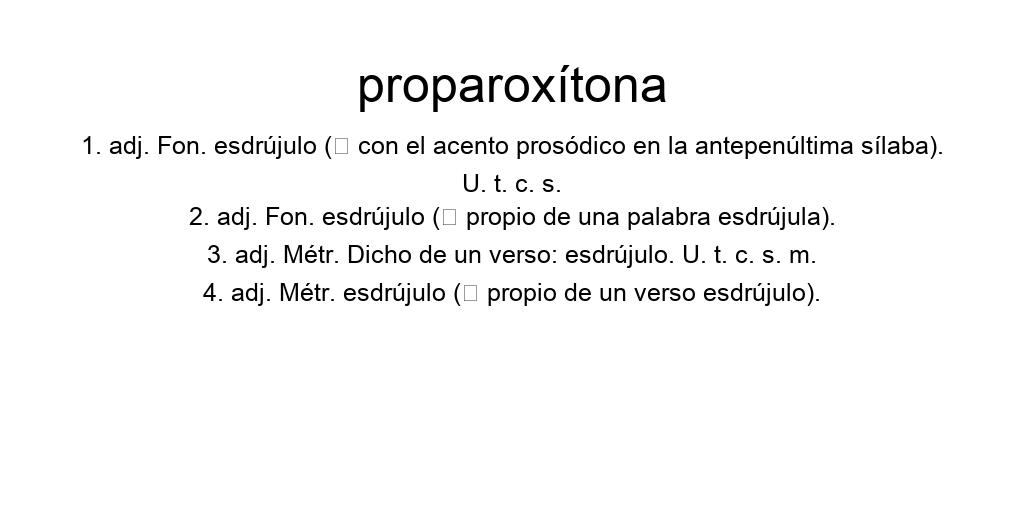 proparoxítona
1. adj. Fon. esdrújulo (□ con el acento prosódico en la antepenúltima sílaba).
U. t. c. s.
2. adj. Fon. esdrújulo (□ propio de una palabra esdrújula).
3. adj. Métr. Dicho de un verso: esdrújulo. U. t. c. s. m.
4. adj. Métr. esdrújulo (□ propio de un verso esdrújulo).